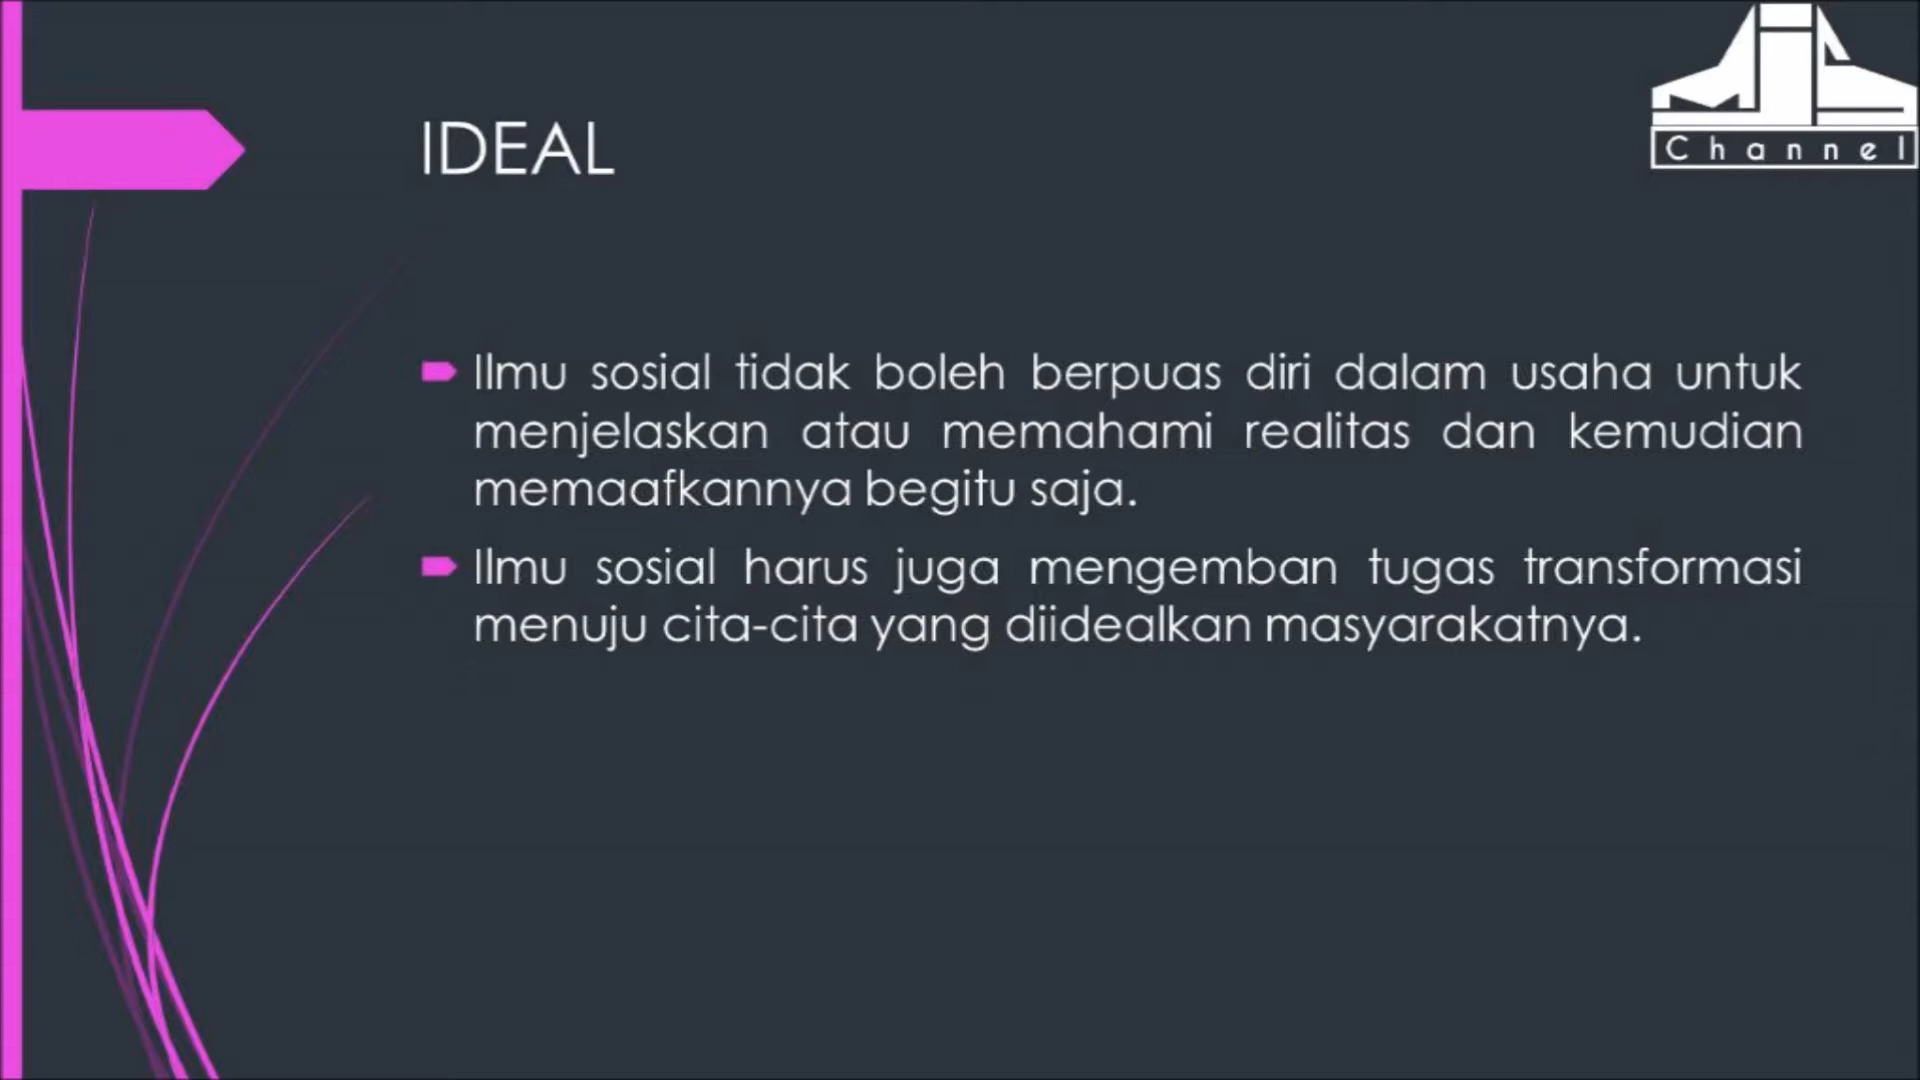 IDEAL
Channel
Ilmu sosial tidak boleh berpuas diri dalam usaha untuk
menjelaskan atau memahami realitas dan kemudian
memaafkannya begitu saja.
Ilmu sosial harus juga mengemban tugas transformasi
menuju cita-cita yang diidealkan masyarakatnya.